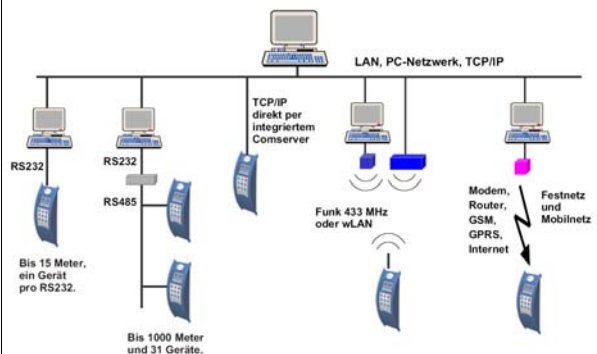 LAN, PC-Netzwerk, TCP/IP
RS232
Bis 15 Meter,
ein Gerät
pro RS232.
RS232
RS485
Bis 1000 Meter
und 31 Geräte.
TCP/IP
direkt per
integriertem
Comserver
Funk 433 MHz
oder wLAN
Modem,
Router,
GSM,
GPRS,
Internet
Festnetz
und
Mobilnetz